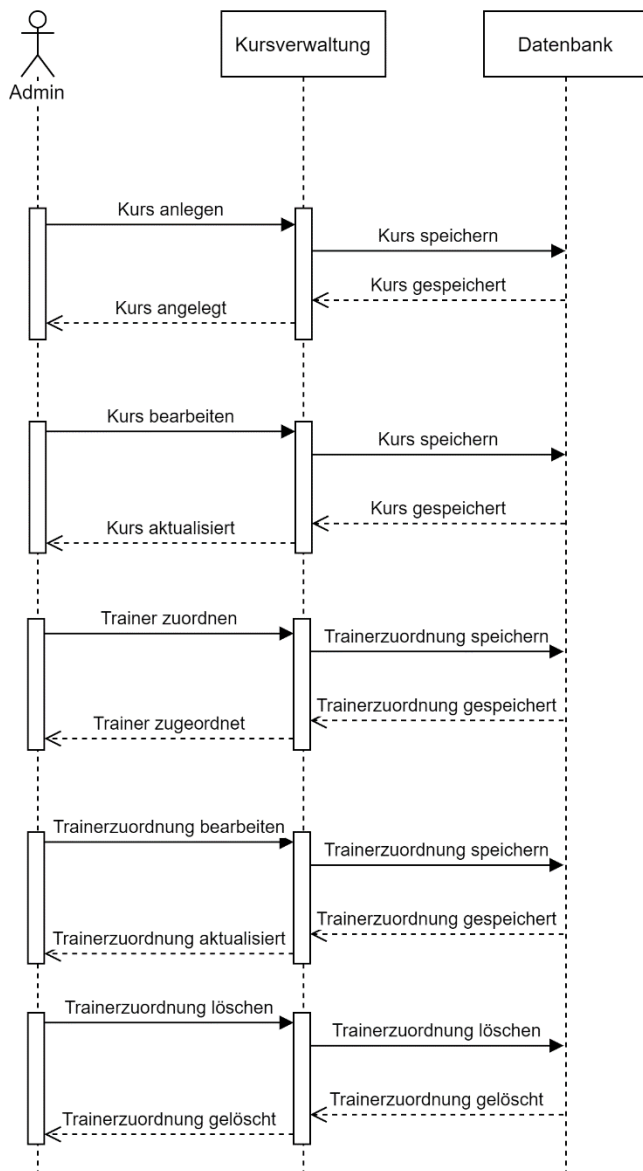 Kursverwaltung
Datenbank
Admin
Kurs anlegen
Kurs speichern
Kurs gespeichert
Kurs angelegt
Kurs bearbeiten
Kurs speichern
Kurs gespeichert
Kurs aktualisiert
Trainer zuordnen
Trainerzuordnung speichern
Trainerzuordnung gespeichert
Trainer zugeordnet
Trainerzuordnung bearbeiten
Trainerzuordnung speichern
Trainerzuordnung gespeichert
Trainerzuordnung aktualisiert
Trainerzuordnung löschen
Trainerzuordnung löschen
Trainerzuordnung gelöscht
Trainerzuordnung gelöscht